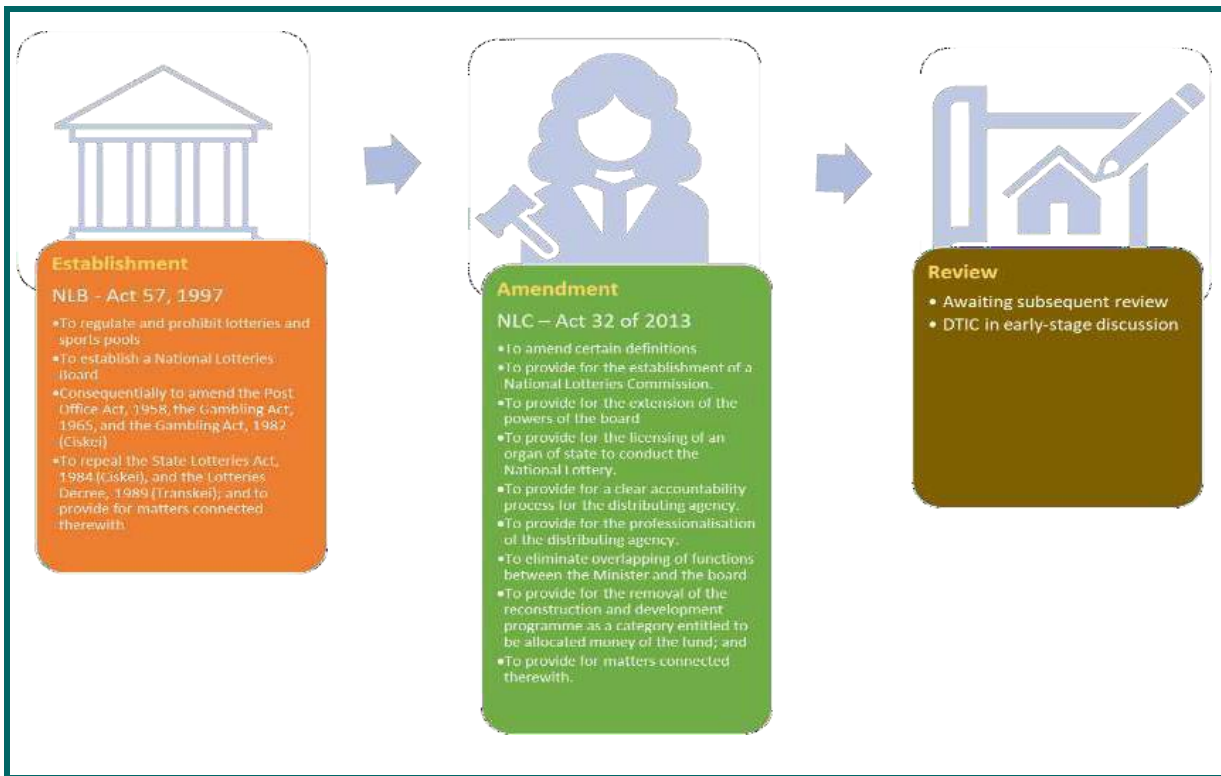 Establishment
NLB - Act 57, 1997
•To regulate and prohibit lotteries and
sports pools
•To establish a National Lotteries
Board
•Consequentially to amend the Post
Office Act, 1958, the Gambling Act,
1965, and the Gambling Act, 1982
(Ciskei)
•To repeal the State Lotteries Act,
1984 (Ciskei), and the Lotteries
Decree, 1989 (Transkei); and to
provide for matters connected
therewith
Amendment
NLC – Act 32 of 2013
•To amend certain definitions
•To provide for the establishment of a
National Lotteries Commission.
•To provide for the extension of the
powers of the board
•To provide for the licensing of an
organ of state to conduct the
National Lottery.
•To provide for a clear accountability
process for the distributing agency.
•To provide for the professionalisation
of the distributing agency.
•To eliminate overlapping of functions
between the Minister and the board
•To provide for the removal of the
reconstruction and development
programme as a category entitled to
be allocated money of the fund; and
•To provide for matters connected
therewith.
Review
• Awaiting subsequent review
• DTIC in early-stage discussion